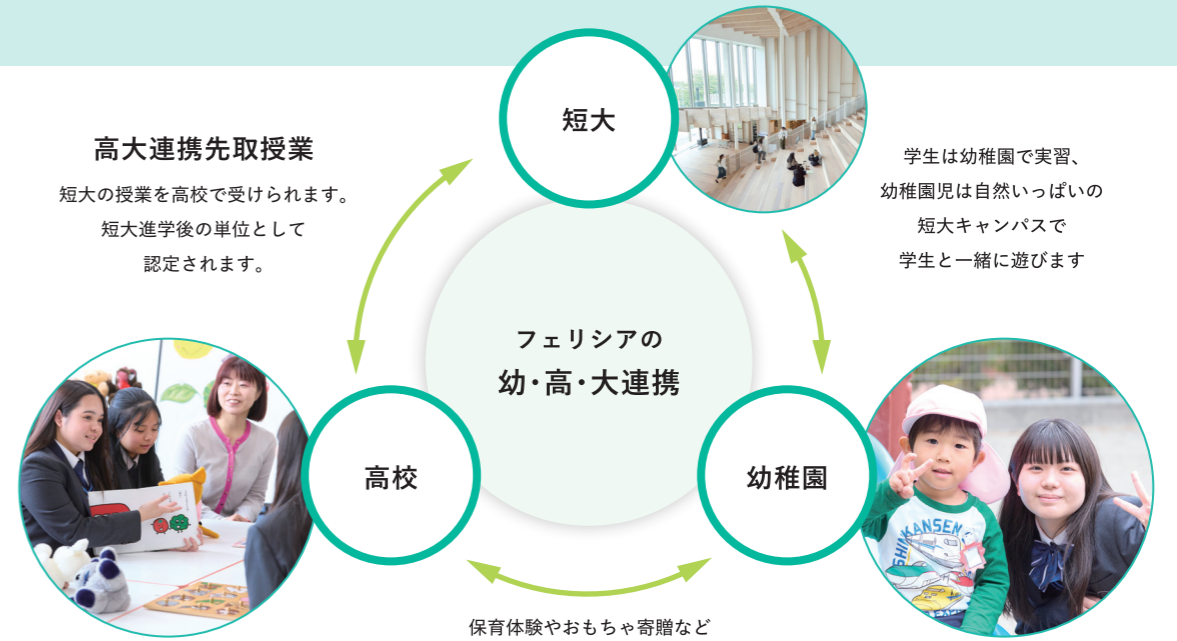 短大
高大連携先取授業
短大の授業を高校で受けられます。
短大進学後の単位として
認定されます。
学生は幼稚園で実習、
幼稚園児は自然いっぱいの
短大キャンパスで
学生と一緒に遊びます
フェリシアの
幼・高・大連携
高校
幼稚園
SHINKANSEN
保育体験やおもちゃ寄贈など